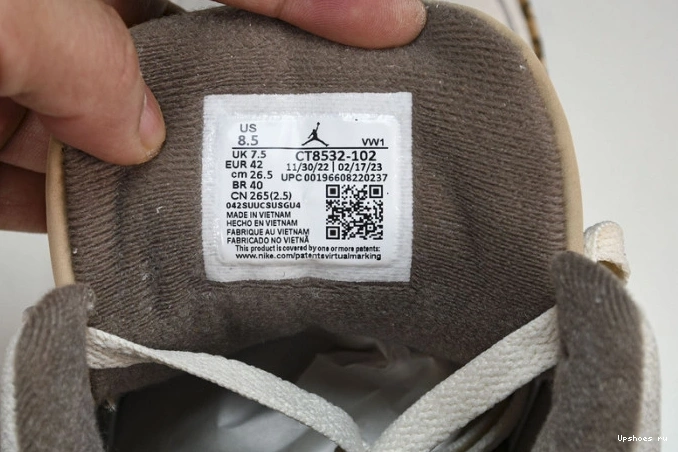 US
8.5
VW1
UK 7.5
CT8532-102
EUR 42
11/30/22 | 02/17/23
cm 26.5
UPC 00196608220237
BR 40
CN 265(2.5)
042SUUCSUSGU4
MADE IN VIETNAM
HECHO EN VIETNAM
FABRIQUE AU VIETNAM
FABRICADO NO VIETNÃ
This product is covered by one or more patents:
www.nike.com/patentsvirtualmarking
Upshoes ru